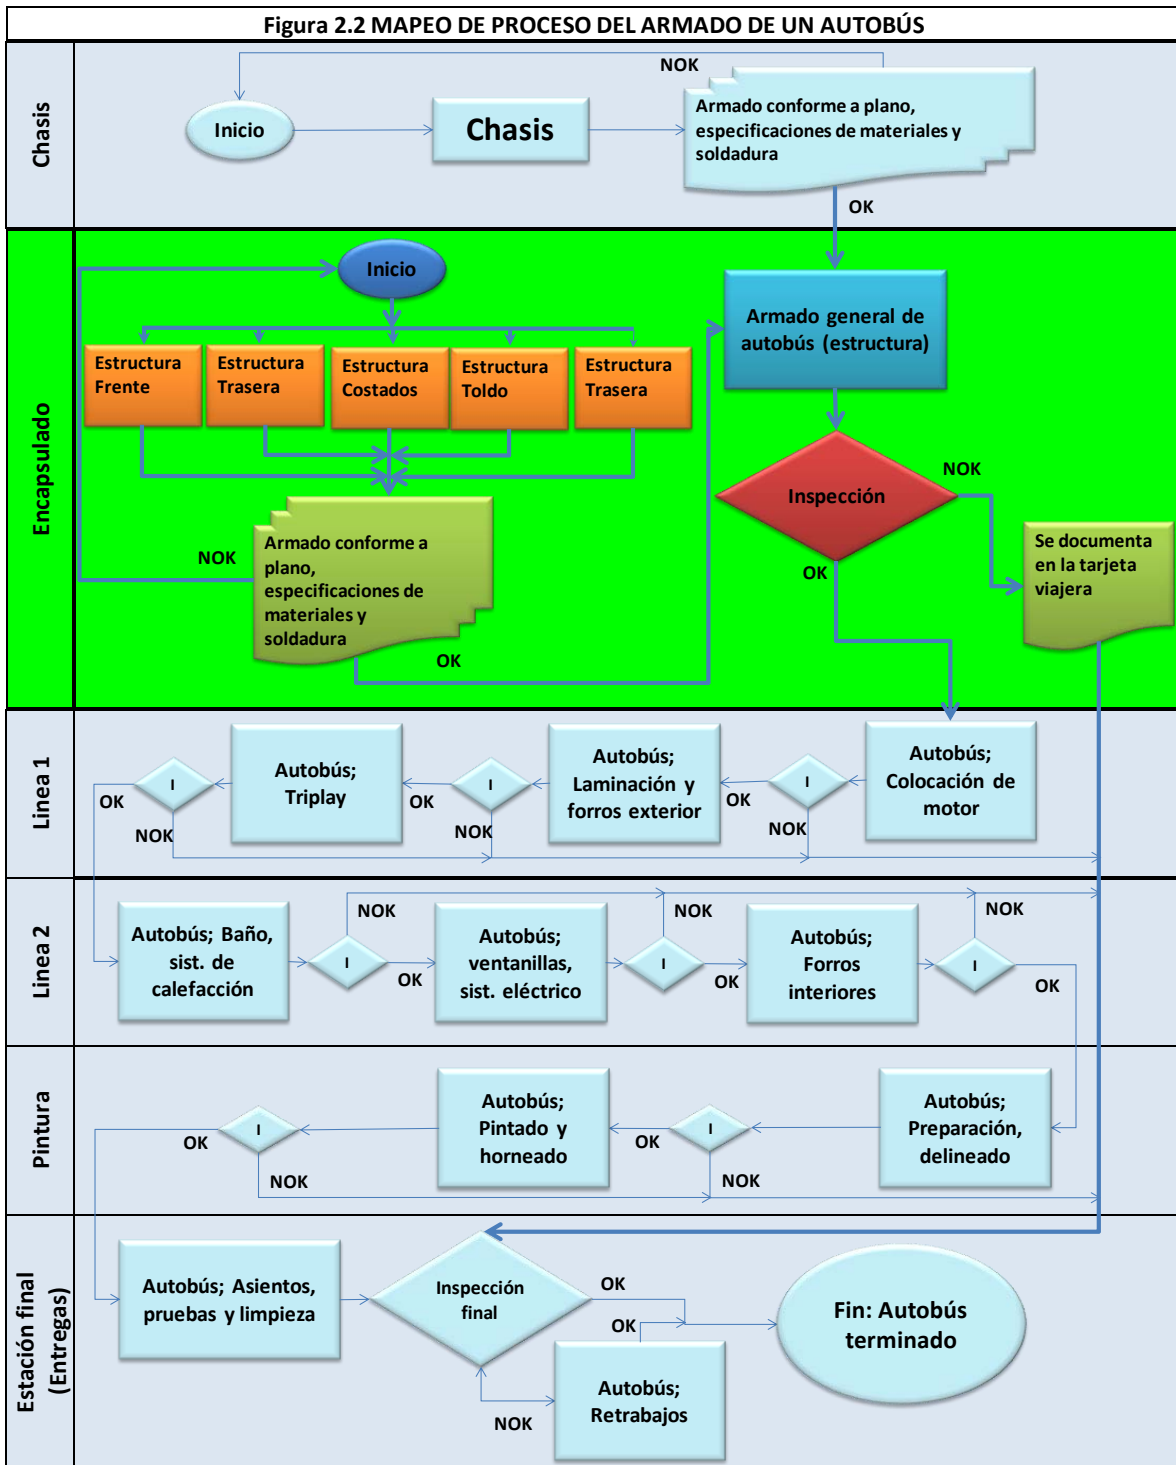 Figura 2.2 MAPEO DE PROCESO DEL ARMADO DE UN AUTOBÚS
Chasis
NOK
Inicio
Chasis
Armado conforme a plano,
especificaciones de materiales y
soldadura
OK
Encapsulado
Inicio
Estructura
Frente
Estructura
Trasera
Estructura
Costados
Estructura
Toldo
Estructura
Trasera
Armado general de
autobús (estructura)
Inspección
NOK
OK
Se documenta
en la tarjeta
viajera
NOK
Armado conforme a
plano,
especificaciones de
materiales y
soldadura
OK
Linea 1
Autobús;
Colocación de
motor
I
OK
NOK
Autobús;
Laminación y
forros exterior
I
OK
NOK
Autobús;
Triplay
I
OK
NOK
Linea 2
Autobús; Baño,
sist. de
calefacción
I
NOK
OK
Autobús;
ventanillas,
sist. eléctrico
I
NOK
OK
Autobús;
Forros
interiores
I
NOK
OK
Pintura
Autobús;
Preparación,
delineado
I
OK
NOK
Autobús;
Pintado y
horneado
I
OK
NOK
Estación final
(Entregas)
Autobús; Asientos,
pruebas y limpieza
Inspección
final
OK
OK
NOK
Autobús;
Retrabajos
Fin: Autobús
terminado